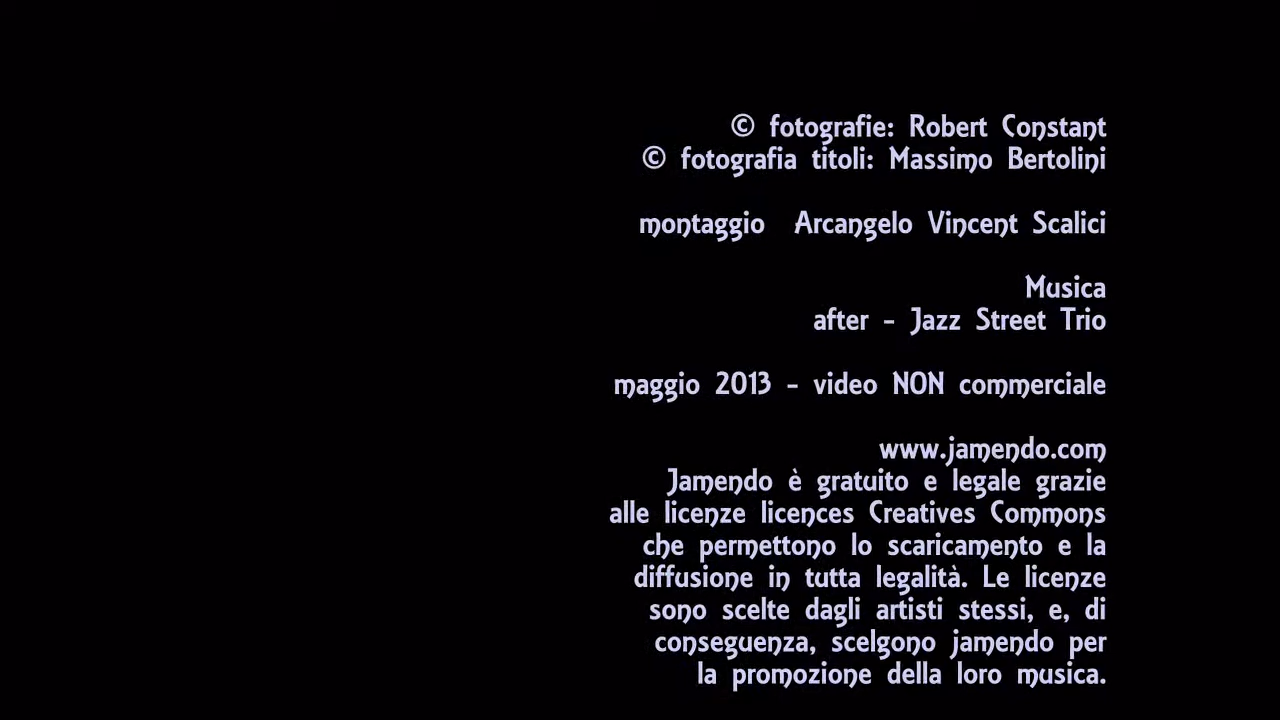 © fotografie: Robert Constant
© fotografia titoli: Massimo Bertolini
montaggio Arcangelo Vincent Scalici
Musica
after - Jazz Street Trio
maggio 2013 - video NON commerciale
www.jamendo.com
Jamendo è gratuito e legale grazie
alle licenze licences Creatives Commons
che permettono lo scaricamento e la
diffusione in tutta legalità. Le licenze
sono scelte dagli artisti stessi, e, di
conseguenza, scelgono jamendo per
la promozione della loro musica.